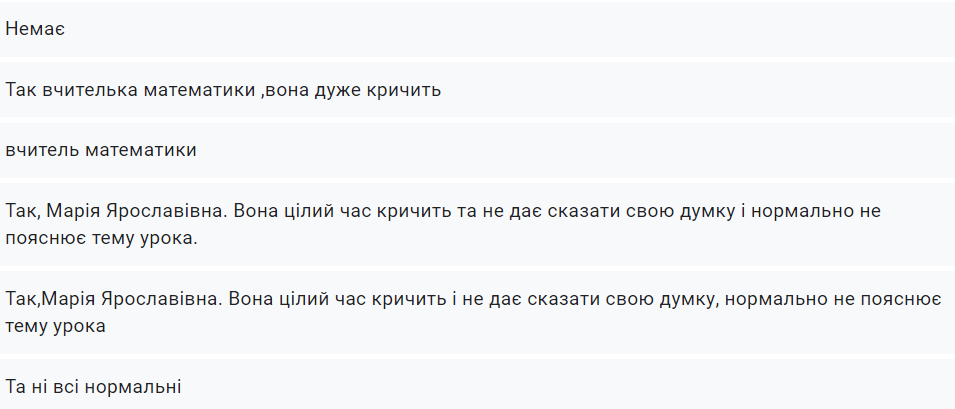 Немає
Так вчителька математики ,вона дуже кричить
вчитель математики
Так, Марія Ярославівна. Вона цілий час кричить та не дає сказати свою думку і нормально не
пояснює тему урока.
Так,Марія Ярославівна. Вона цілий час кричить і не дає сказати свою думку, нормально не пояснює
тему урока
Та ні всі нормальні